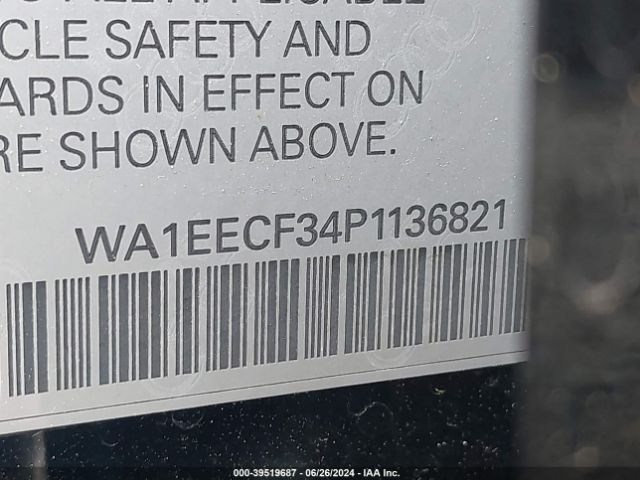 CLE SAFETY AND
ARDS IN EFFECT ON
RE SHOWN ABOVE.
WA1EECF34P1136821
000-39519687 - 06/26/2024 - IAA Inc.